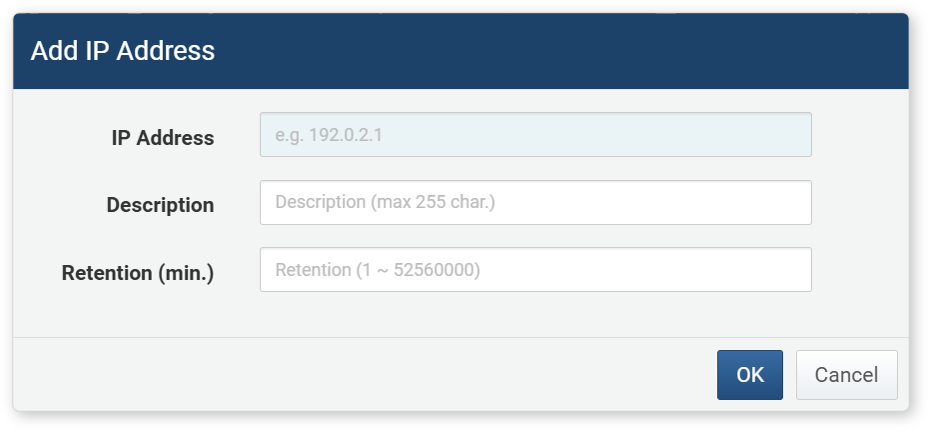 Add IP Address
IP Address
e.g. 192.0.2.1
Description
Description (max 255 char.)
Retention (min.)
Retention (1 ~ 52560000)
OK
Cancel